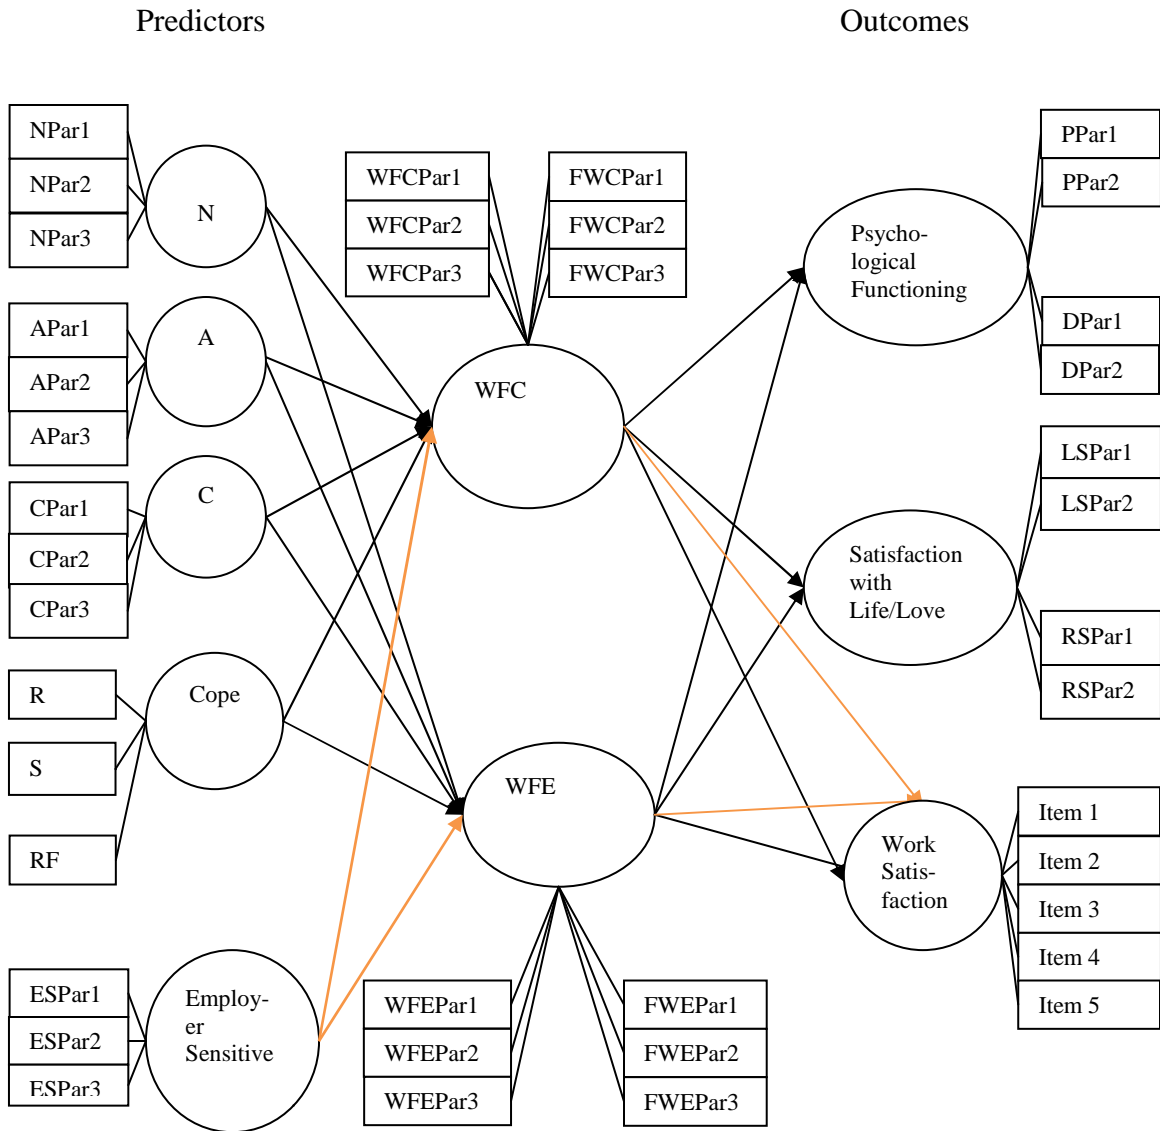 Predictors
Outcomes
NPar1
NPar2
NPar3
N
APar1
APar2
APar3
A
CPar1
CPar2
CPar3
C
R
S
RF
Cope
ESPar1
ESPar2
ESPar3
Employ-
er
Sensitive
WFCPar1
WFCPar2
WFCPar3
FWCPar1
FWCPar2
FWCPar3
WFC
WFE
WFEPar1
WFEPar2
WFEPar3
FWEPar1
FWEPar2
FWEPar3
Psycho-
logical
Functioning
PPar1
PPar2
DPar1
DPar2
Satisfaction
with
Life/Love
LSPar1
LSPar2
RSPar1
RSPar2
Work
Satis-
faction
Item 1
Item 2
Item 3
Item 4
Item 5